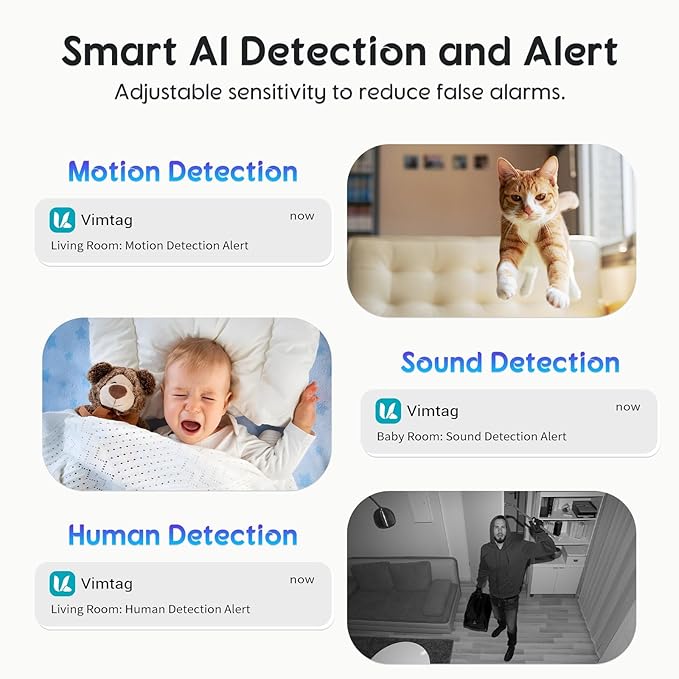 Smart AI Detection and Alert
Adjustable sensitivity to reduce false alarms.
Motion Detection
Vimtag now
Living Room: Motion Detection Alert
Sound Detection
Vimtag now
Baby Room: Sound Detection Alert
Human Detection
Vimtag now
Living Room: Human Detection Alert